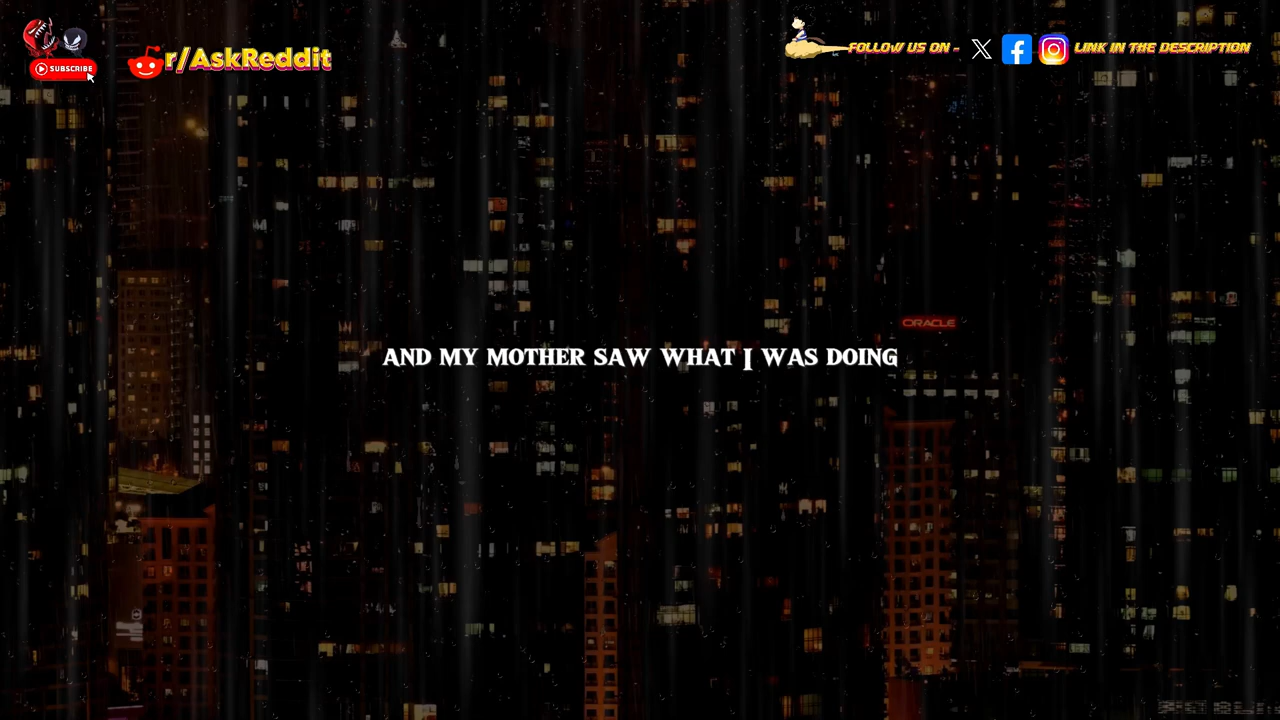 SUBSCRIBE
r/AskReddit
FOLLOW US ON -
LINK IN THE DESCRIPTION
ORACLE
AND MY MOTHER SAW WHAT I WAS DOING